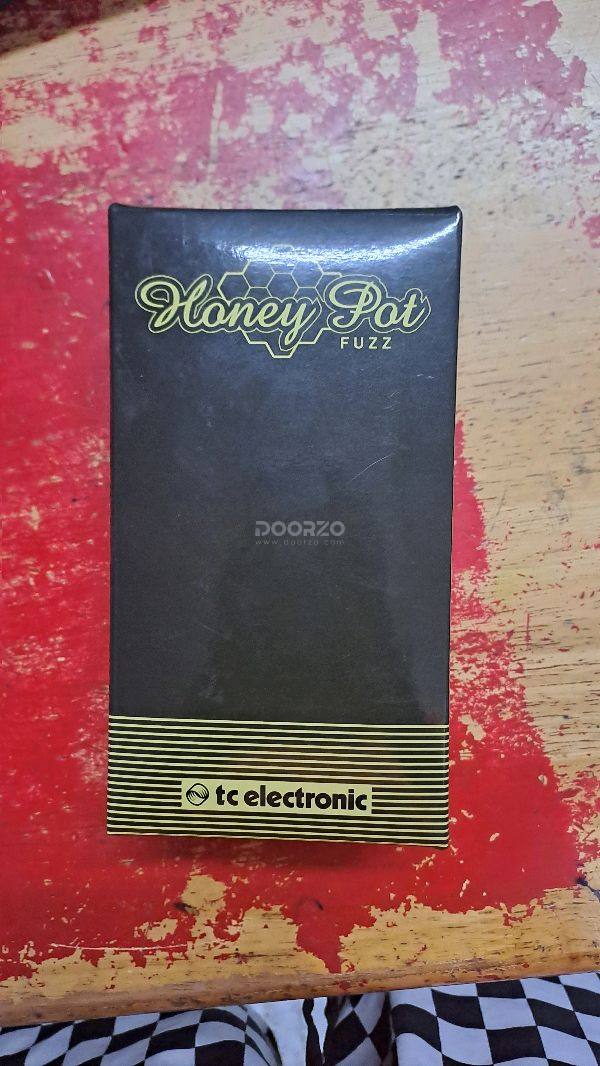 Honey Pot
FUZZ
DOORZO
www.doorzo.com
tc electronic